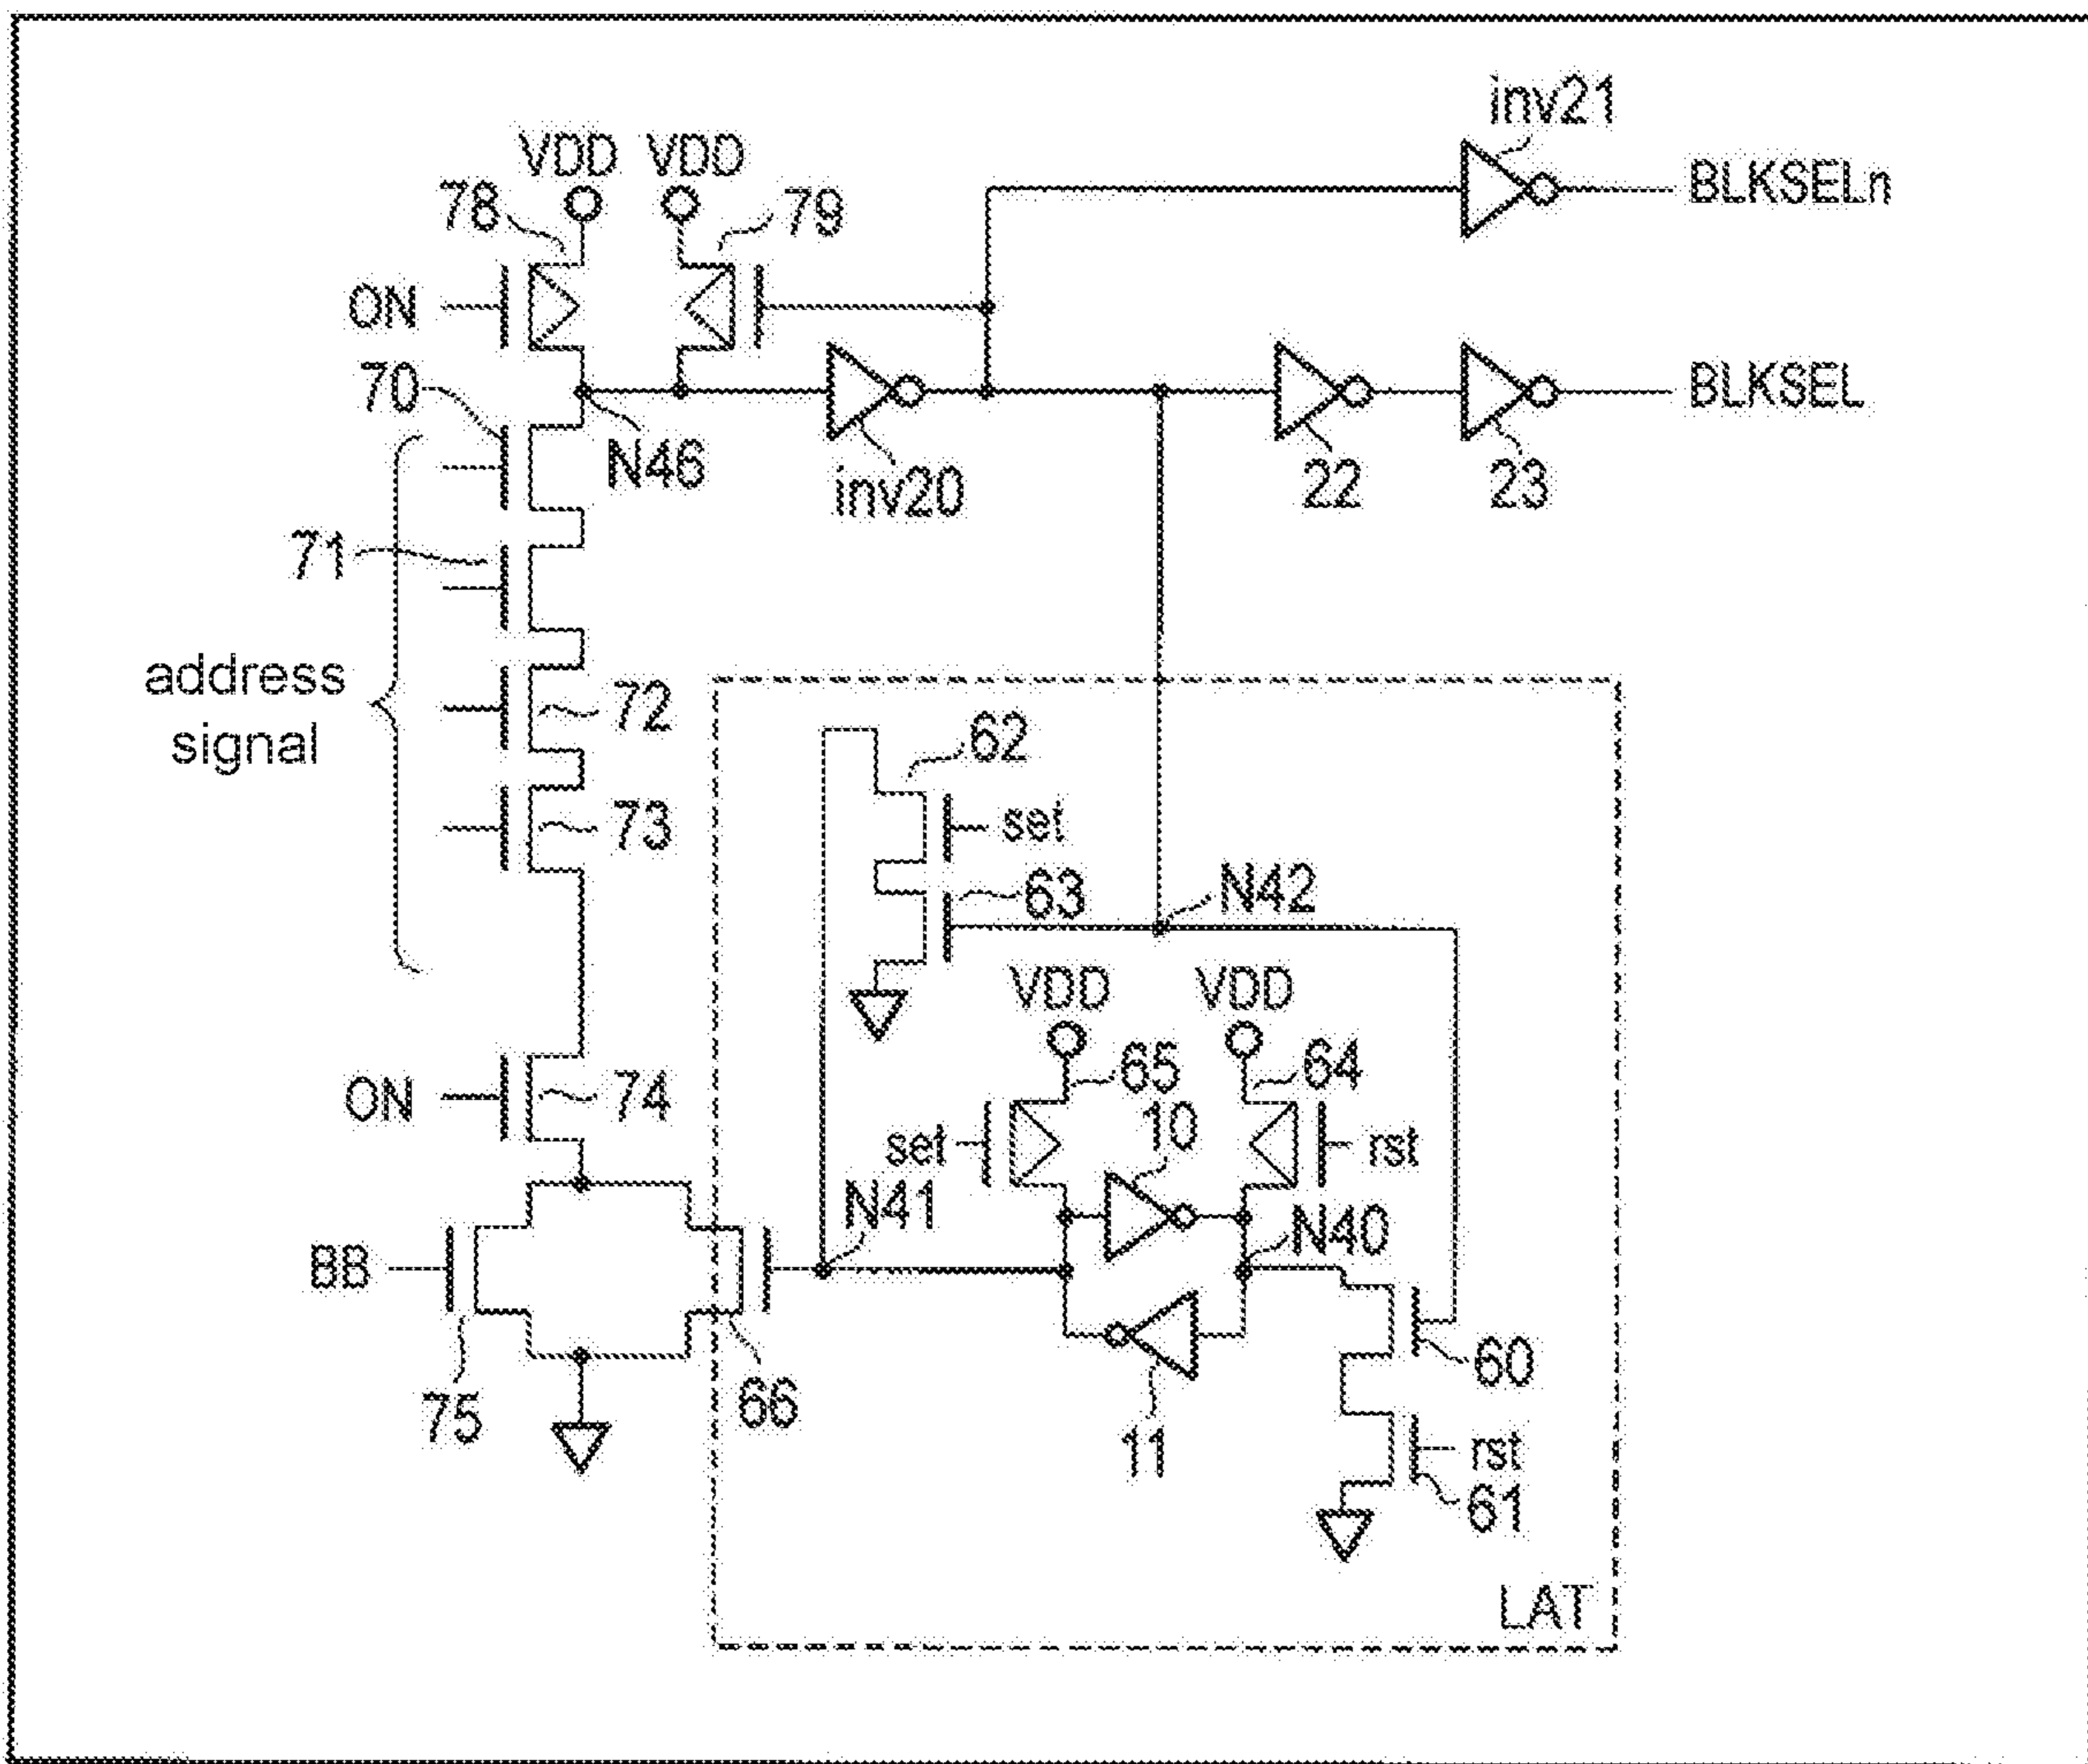 inv21
VDD VDD
BLKSELn
78
79
ON
70
BLKSEL
N46
inv20
22
23
71
address
signal
72
62
73
set
63
N42
VDD
VDD
ON
74
65
64
10
set
rst
N41
N40
BB
60
75
66
11
rst
61
LAT